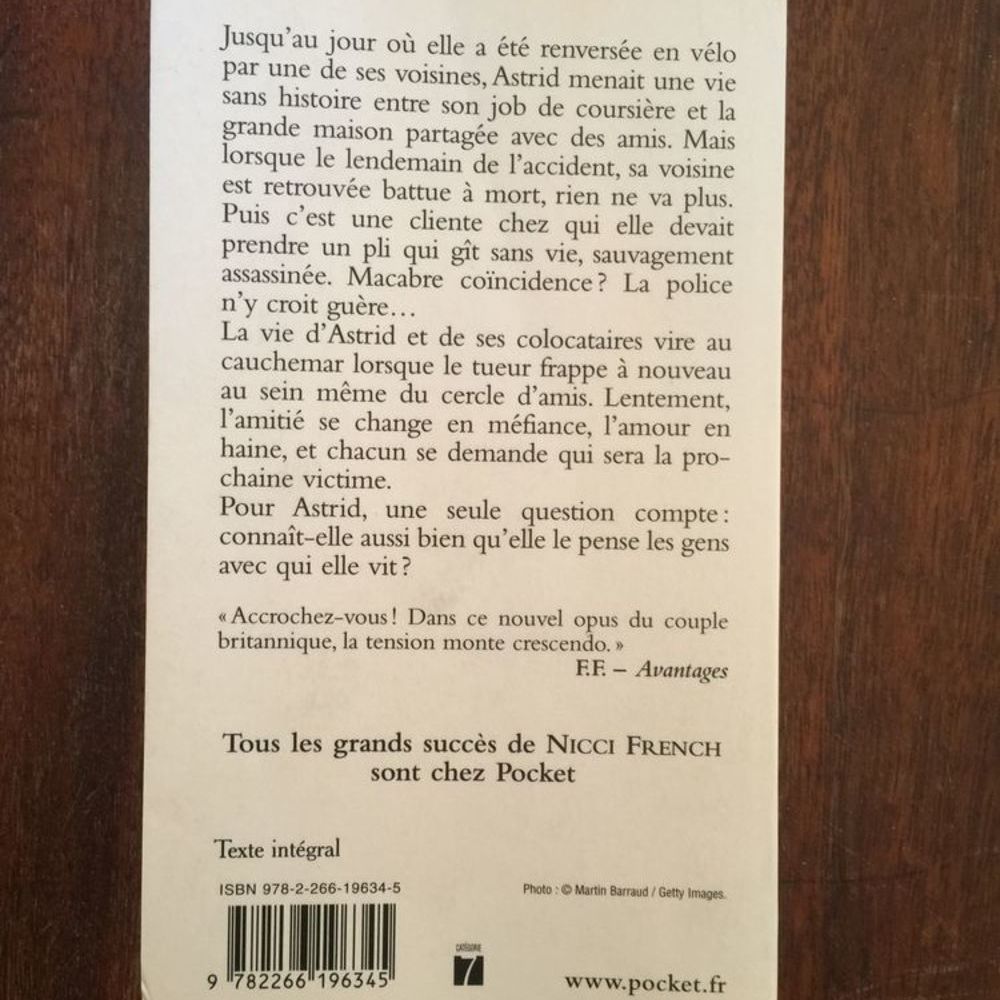 Jusqu'au jour où elle a été renversée en vélo
par une de ses voisines, Astrid menait une vie
sans histoire entre son job de coursière et la
grande maison partagée avec des amis. Mais
lorsque le lendemain de l'accident, sa voisine
est retrouvée battue à mort, rien ne va plus.
Puis c'est une cliente chez qui elle devait
prendre un pli qui gît sans vie, sauvagement
assassinée. Macabre coïncidence ? La police
n'y croit guère…
La vie d'Astrid et de ses colocataires vire au
cauchemar lorsque le tueur frappe à nouveau
au sein même du cercle d'amis. Lentement,
l'amitié se change en méfiance, l'amour en
haine, et chacun se demande qui sera la pro-
chaine victime.
Pour Astrid, une seule question compte :
connaît-elle aussi bien qu'elle le pense les gens
avec qui elle vit ?
« Accrochez-vous ! Dans ce nouvel opus du couple
britannique, la tension monte crescendo. »
F.F. – Avantages
Tous les grands succès de NICCI FRENCH
sont chez Pocket
Texte intégral
ISBN 978-2-266-19634-5
Photo : © Martin Barraud / Getty Images.
9 782266 196345
CATÉGORIE
7
www.pocket.fr